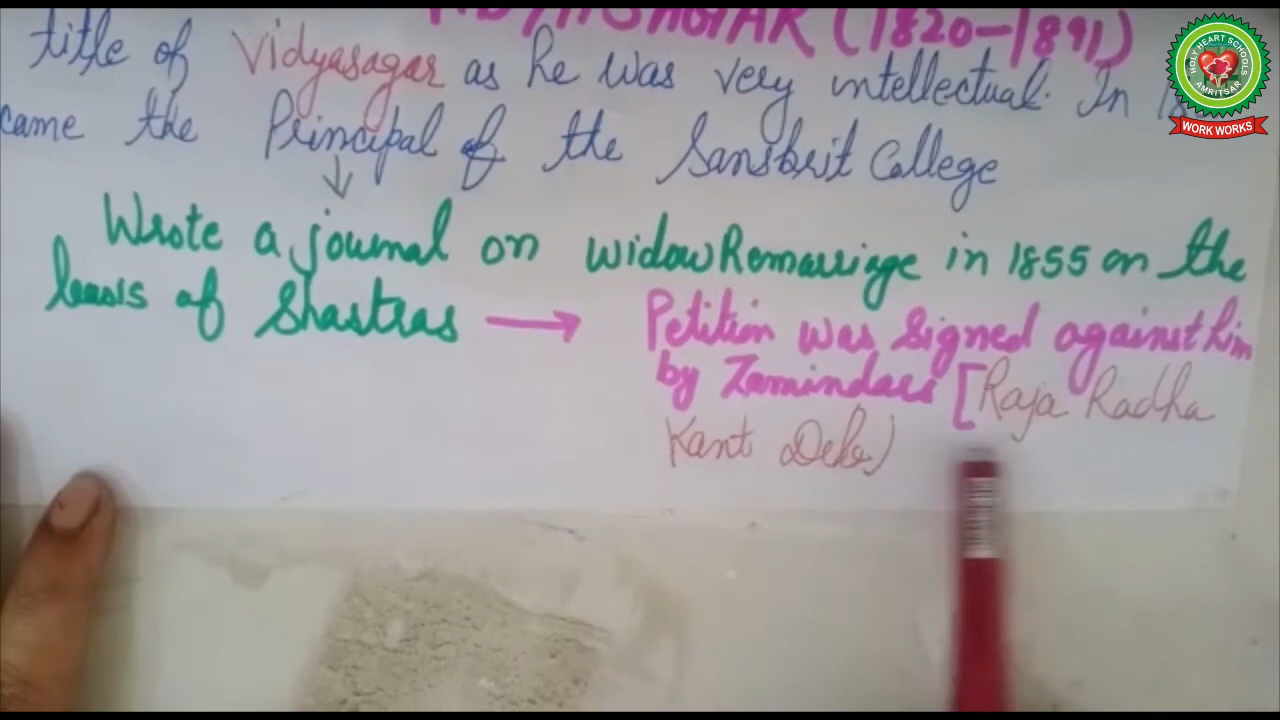 (1820-1891)
title of Vidyasagar as he was very intellectual. In
came the Principal of the Sanskrit College
Wrote a journal on widow Remarriage in 1855 on the
basis of Shastras → Petition was signed against him
by Zamindars [Raja Radha
Kant Deb)
HOLY HEART SCHOOLS
AMRITSAR
WORK WORKS